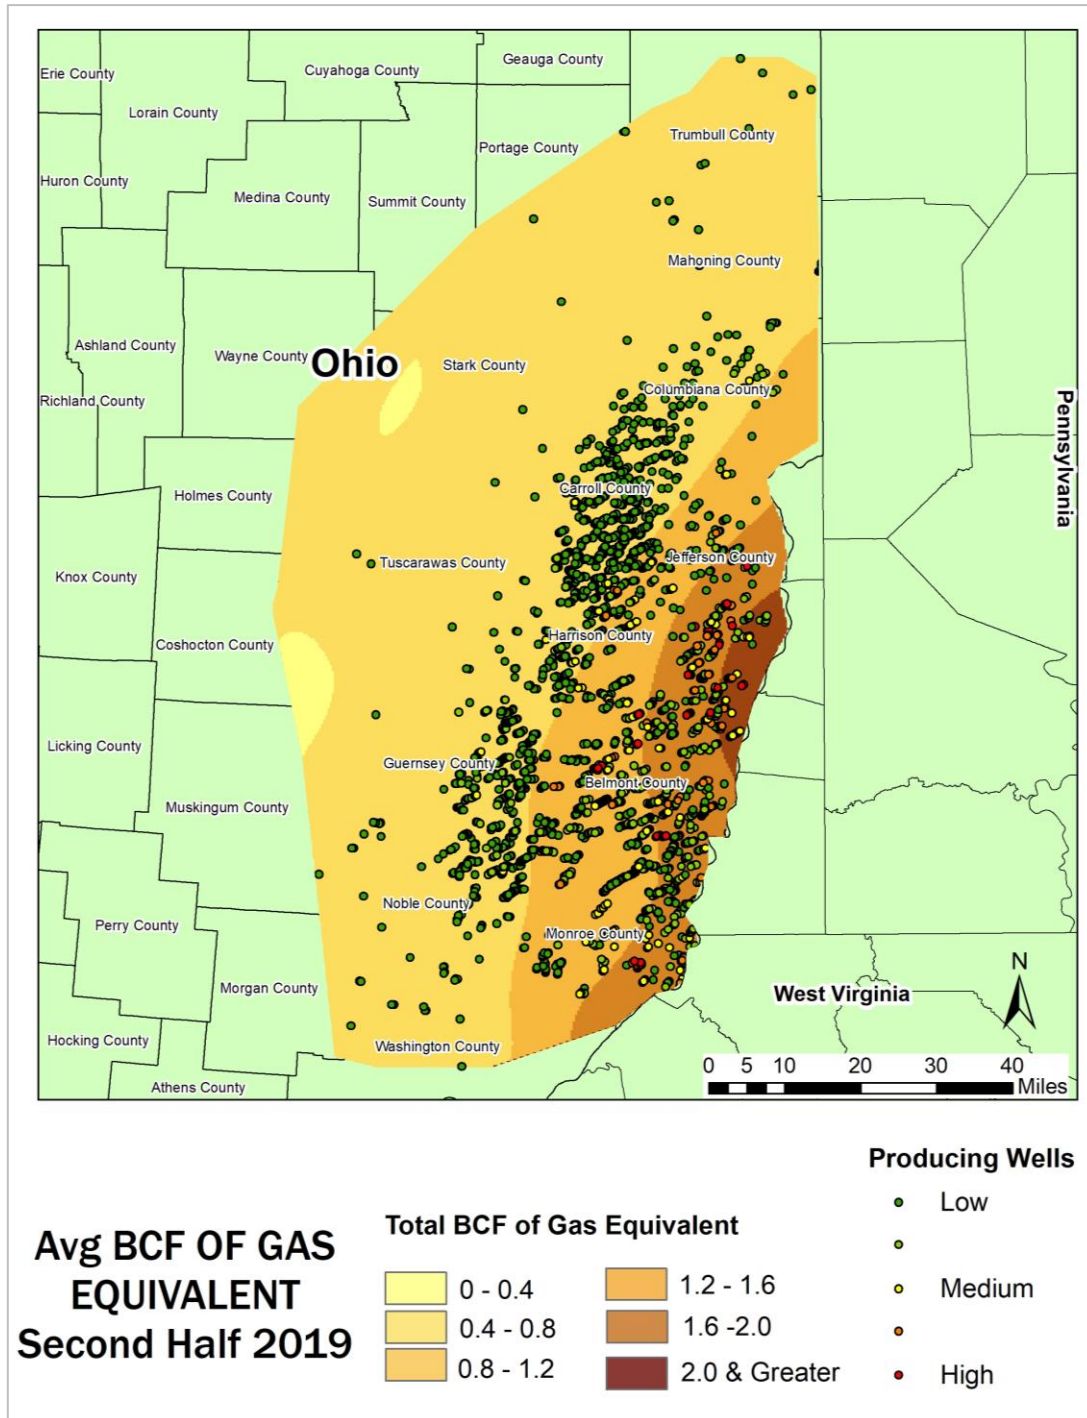 Geauga County
Cuyahoga County
Erie County
Lorain County
Trumbull County
Portage County
Huron County
Medina County
Summit County
Mahoning County
Ashland County
Wayne County
Ohio
Stark County
Columbiana County
Richland County
Pennsylvania
Carroll County
Holmes County
Jefferson County
Tuscarawas County
Knox County
Harrison County
Coshocton County
Licking County
Guernsey County
Belmont County
Muskingum County
Noble County
Perry County
Monroe County
N
Morgan County
West Virginia
Hocking County
Washington County
Athens County
0 5 10 20 30 40
Miles
Producing Wells
Low
Medium
High
Total BCF of Gas Equivalent
0 - 0.4
0.4 - 0.8
0.8 - 1.2
1.2 - 1.6
1.6 -2.0
2.0 & Greater
Avg BCF OF GAS
EQUIVALENT
Second Half 2019